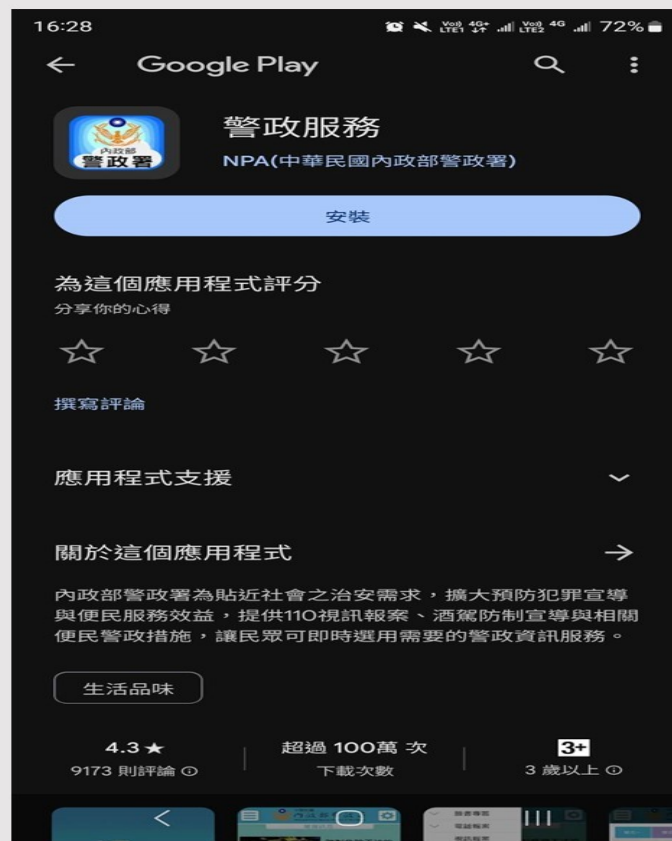 16:28
Vo)) LTE1 4G+ Vo)) LTE2 4G 72%
Google Play
內政部
警政署
警政服務
NPA(中華民國內政部警政署)
安裝
為這個應用程式評分
分享你的心得
撰寫評論
應用程式支援
關於這個應用程式
內政部警政署為貼近社會之治安需求，擴大預防犯罪宣導
與便民服務效益，提供110視訊報案、酒駕防制宣導與相關
便民警政措施，讓民眾可即時選用需要的警政資訊服務。
生活品味
4.3★ 超過 100萬 次 3+
9173 則評論 下載次數 3 歲以上